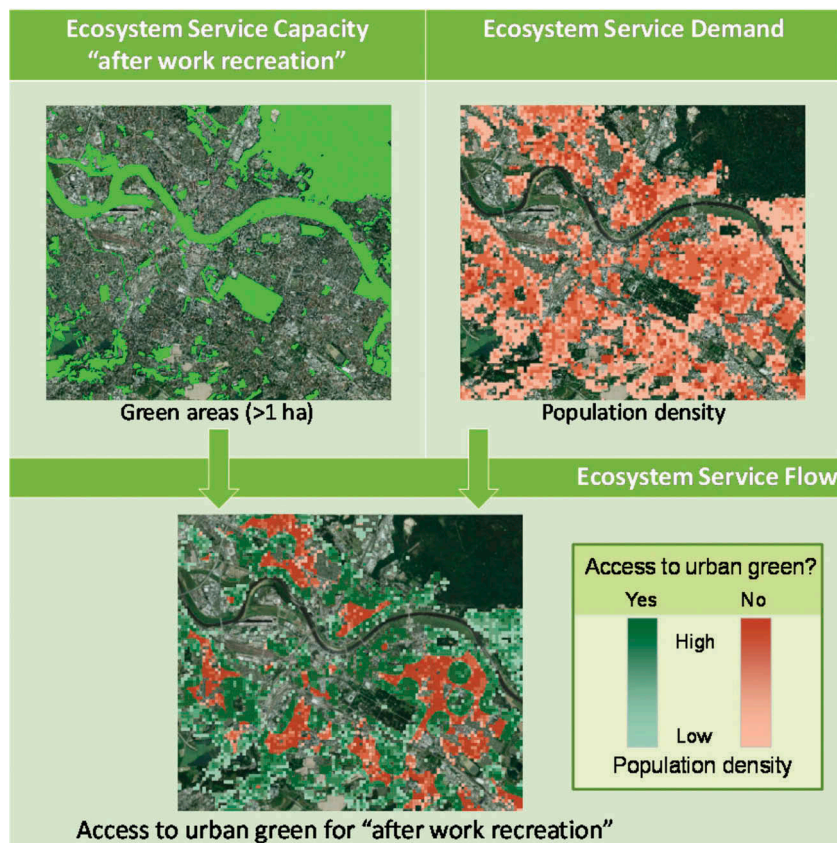 Ecosystem Service Capacity
“after work recreation”
Ecosystem Service Demand
Green areas (>1 ha)
Population density
Ecosystem Service Flow
Access to urban green?
Yes
No
High
Low
Population density
Access to urban green for “after work recreation”